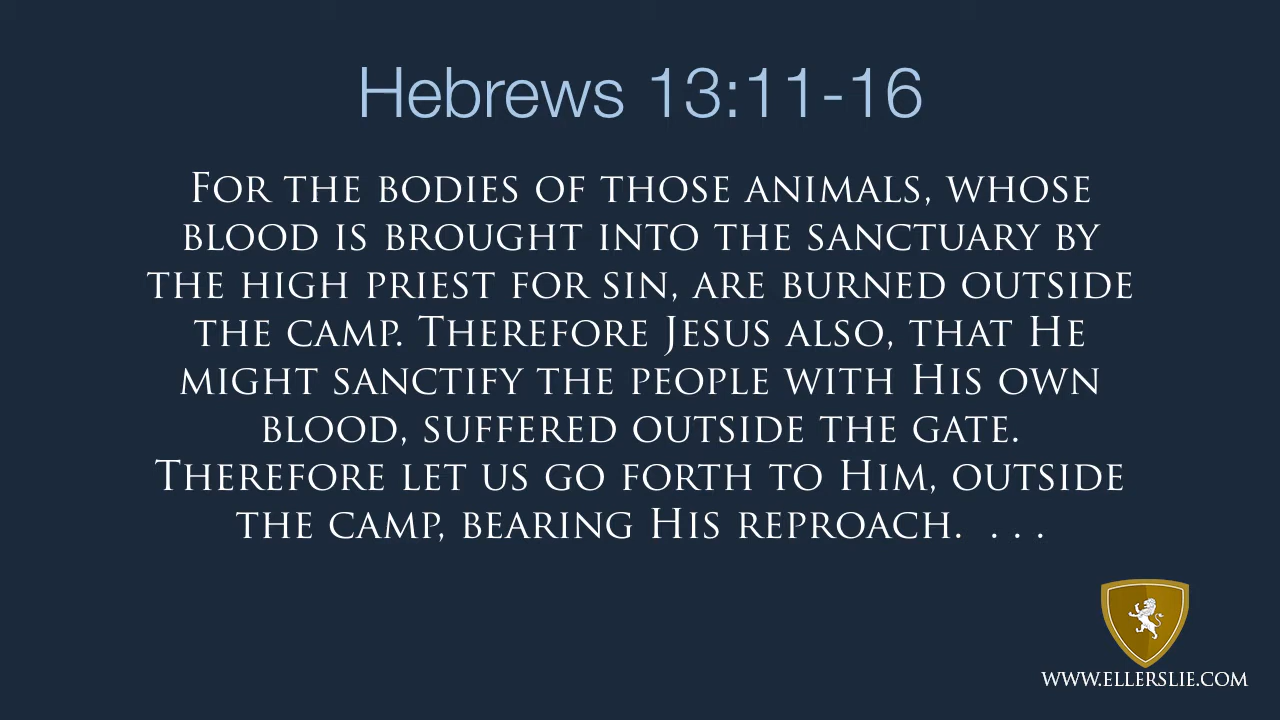 Hebrews 13:11-16
For the bodies of those animals, whose
blood is brought into the sanctuary by
the high priest for sin, are burned outside
the camp. Therefore Jesus also, that He
might sanctify the people with His own
blood, suffered outside the gate.
Therefore let us go forth to Him, outside
the camp, bearing His reproach.  . . .
www.ellerslie.com